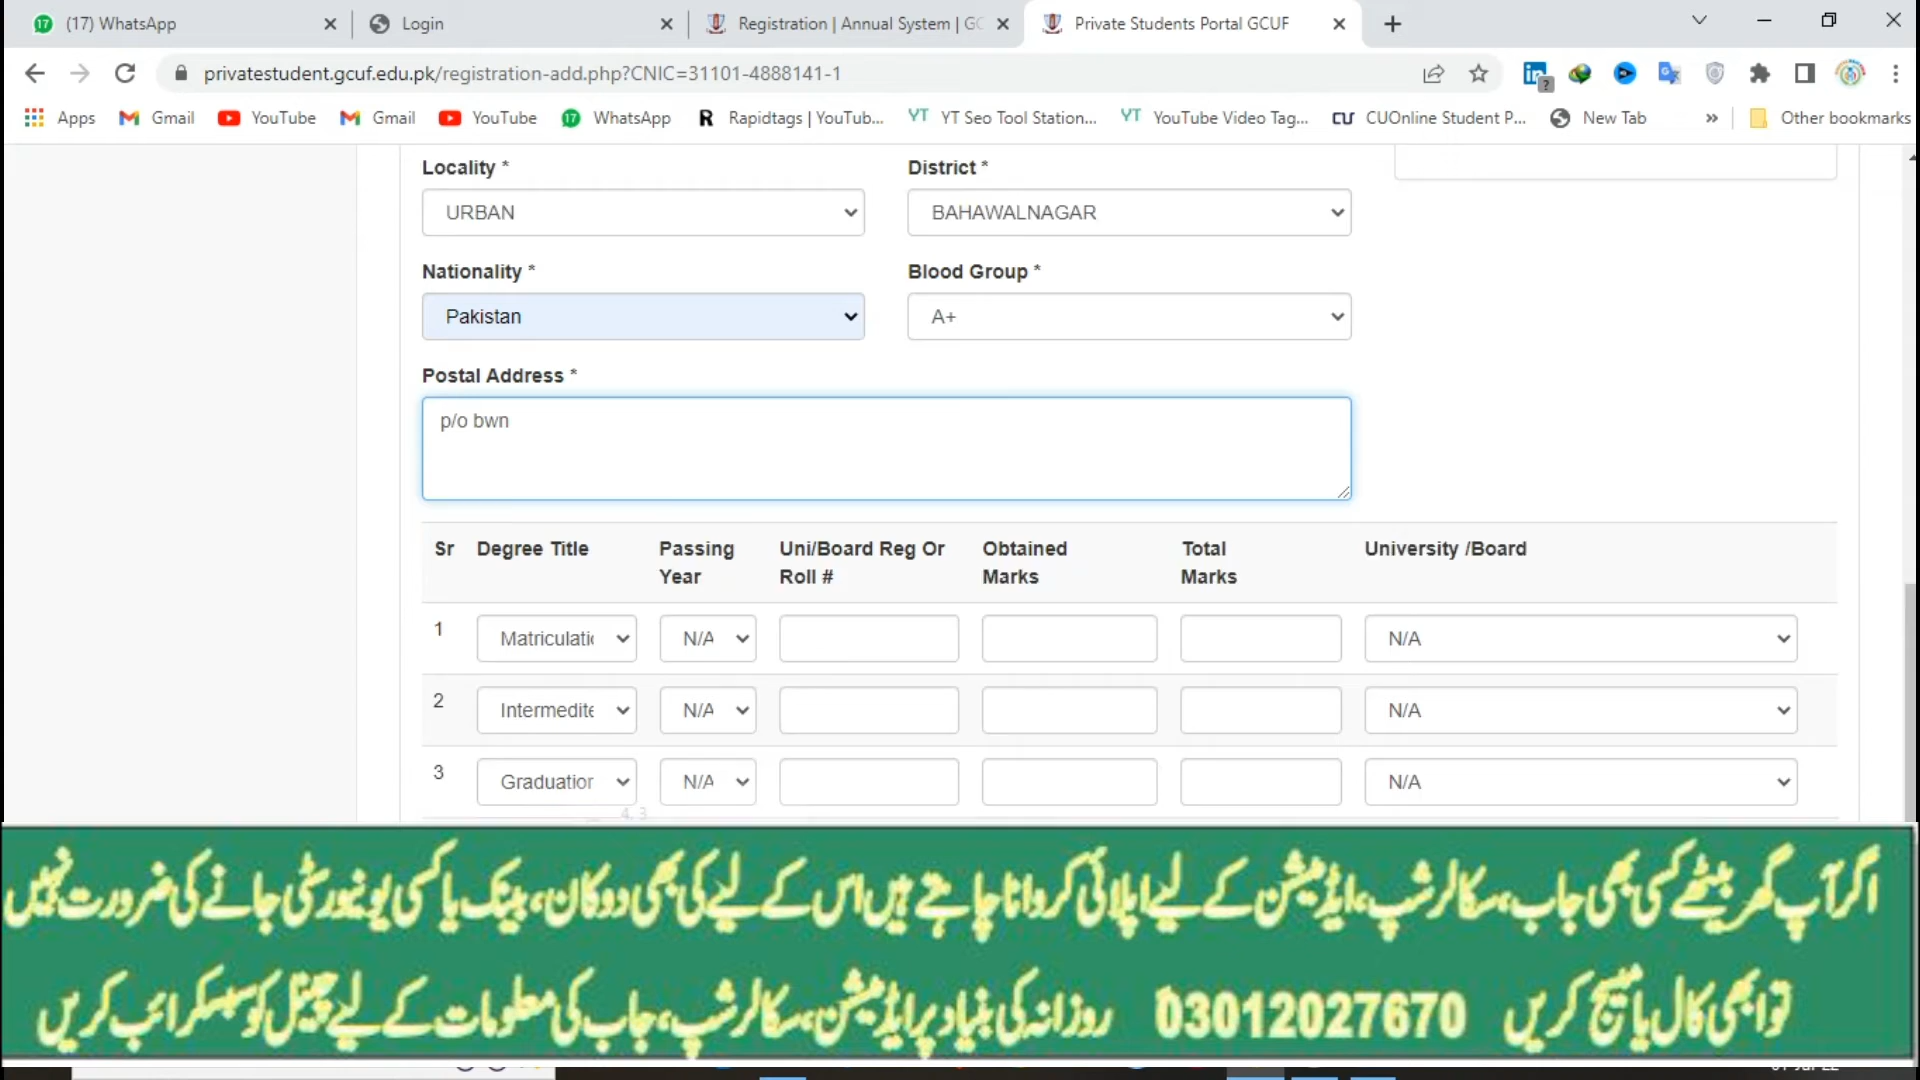 (17) WhatsApp
Login
Registration | Annual System | GC
Private Students Portal GCUF
privatestudent.gcuf.edu.pk/registration-add.php?CNIC=31101-4888141-1
Apps
Gmail
YouTube
Gmail
YouTube
WhatsApp
Rapidtags | YouTub...
YT Seo Tool Station...
YouTube Video Tag...
CUOnline Student P...
New Tab
»
Other bookmarks
Locality *
District *
URBAN
BAHAWALNAGAR
Nationality *
Blood Group *
Pakistan
A+
Postal Address *
p/o bwn
Sr Degree Title Passing Year Uni/Board Reg Or Roll # Obtained Marks Total Marks University /Board
1 Matriculatic N/A N/A
2 Intermedite N/A N/A
3 Graduation N/A N/A
اگر آپ گھر بیٹھے کسی بھی جاب، سکالرشپ، ایڈمیشن کے لیے اپلائی کروانا چاہتے ہیں اس کے لیے کی بھی دوکان، بینک یا کسی یونیورسٹی جانے کی ضرورت نہیں
تو ابھی کال یا میسج کریں 03012027670 روزانہ کی بنیاد پر ایڈمیشن، سکالرشپ، جاب کی معلومات کے لیے چینل کو سبسکرائب کریں